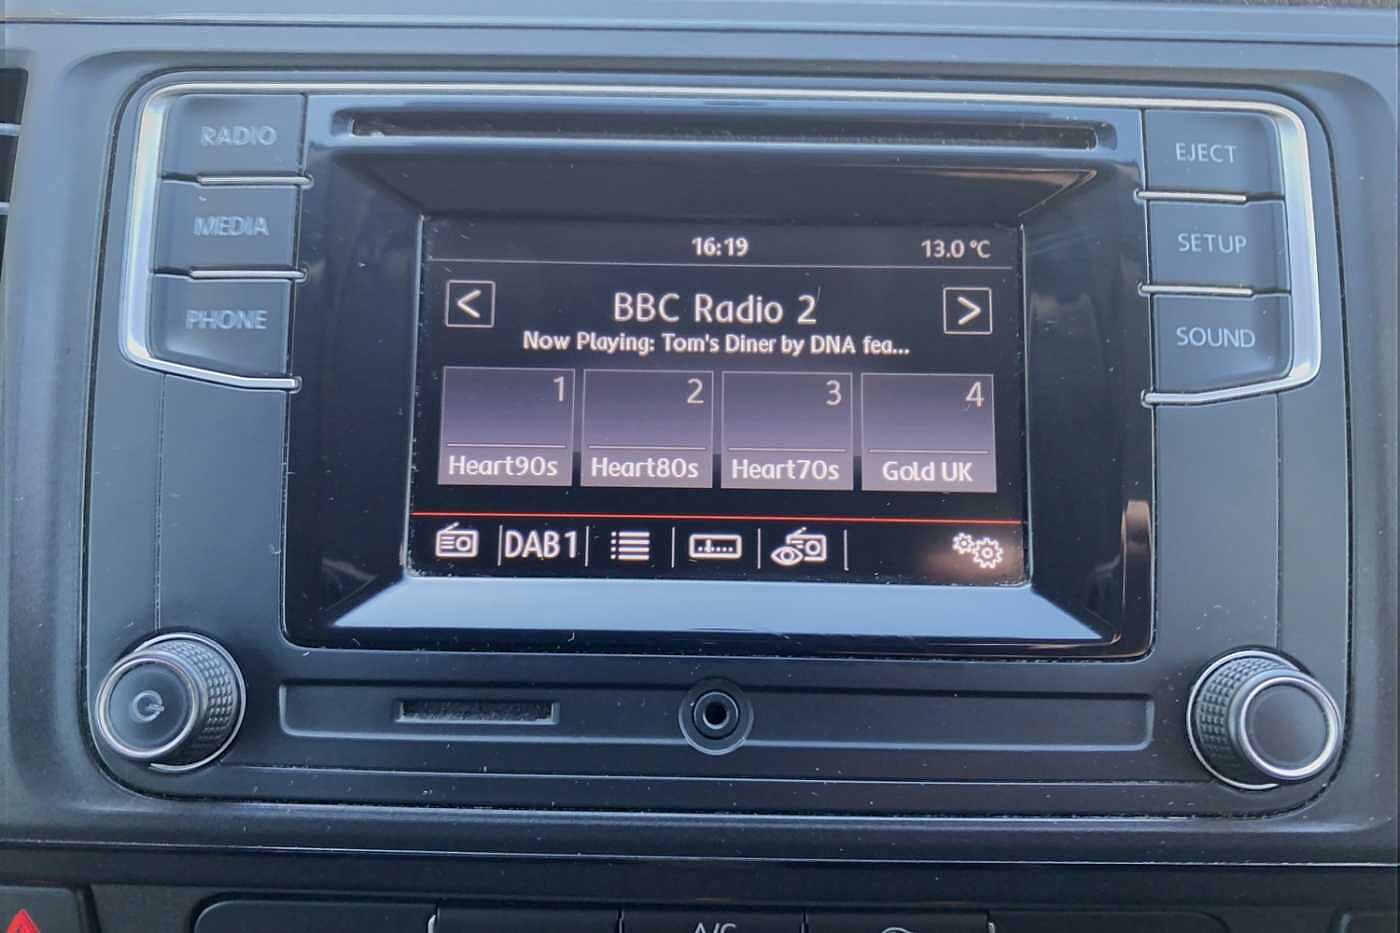 RADIO
MEDIA
PHONE
EJECT
SETUP
SOUND
16:19
13.0 °C
<
BBC Radio 2
>
Now Playing: Tom's Diner by DNA fea...
1
2
3
4
Heart90s
Heart80s
Heart70s
Gold UK
DAB1
A/C